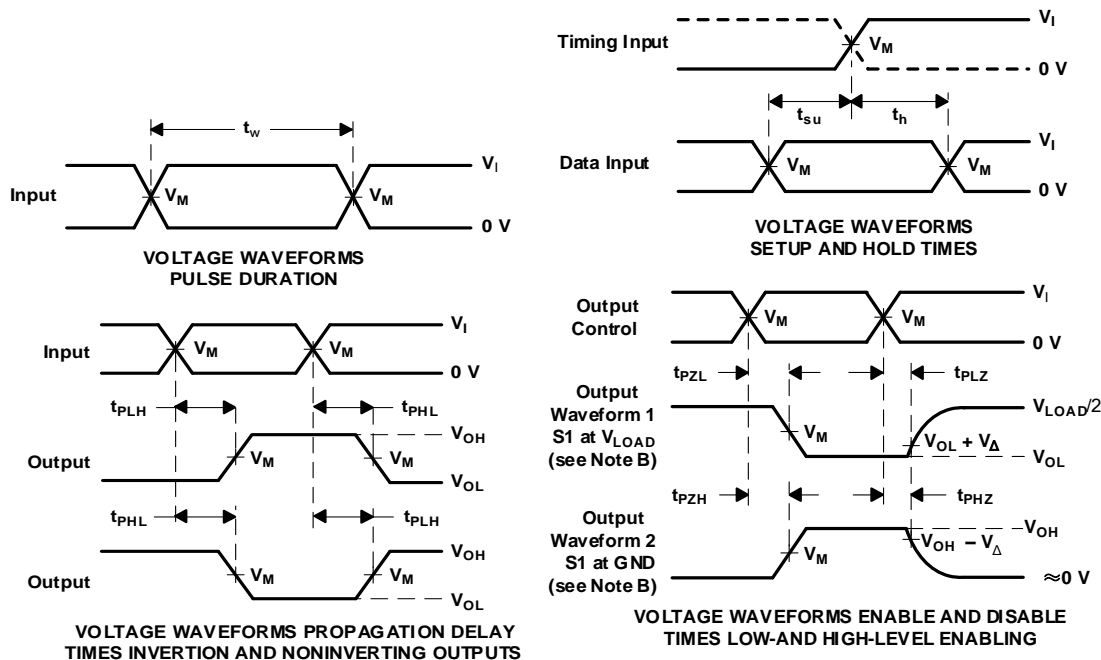 t_w
Input
V_I
V_M
V_M
0 V
VOLTAGE WAVEFORMS
PULSE DURATION
Timing Input
V_I
V_M
0 V
t_su
t_h
Data Input
V_I
V_M
V_M
0 V
VOLTAGE WAVEFORMS
SETUP AND HOLD TIMES
Input
V_I
V_M
V_M
0 V
t_PLH
t_PHL
Output
V_OH
V_M
V_M
V_OL
t_PHL
t_PLH
Output
V_OH
V_M
V_M
V_OL
VOLTAGE WAVEFORMS PROPAGATION DELAY
TIMES INVERTION AND NONINVERTING OUTPUTS
Output
Control
V_I
V_M
V_M
0 V
t_PZL
t_PLZ
Output
Waveform 1
S1 at V_LOAD
(see Note B)
V_LOAD/2
V_M
V_OL + V_Δ
V_OL
t_PZH
t_PHZ
Output
Waveform 2
S1 at GND
(see Note B)
V_OH
V_OH – V_Δ
V_M
≈0 V
VOLTAGE WAVEFORMS ENABLE AND DISABLE
TIMES LOW-AND HIGH-LEVEL ENABLING